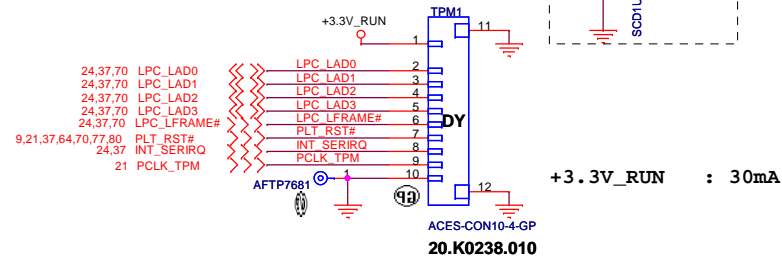 TPM1
+3.3V_RUN
11
SCD1U
1
24,37,70 LPC_LAD0 LPC_LAD0 2
24,37,70 LPC_LAD1 LPC_LAD1 3
24,37,70 LPC_LAD2 LPC_LAD2 4
24,37,70 LPC_LAD3 LPC_LAD3 5
24,37,70 LPC_LFRAME# LPC_LFRAME# 6
DY
9,21,37,64,70,77,80 PLT_RST# PLT_RST# 7
24,37 INT_SERIRQ INT_SERIRQ 8
21 PCLK_TPM PCLK_TPM 9
AFTP7681 1 10
GP
12
+3.3V_RUN : 30mA
ACES-CON10-4-GP
20.K0238.010